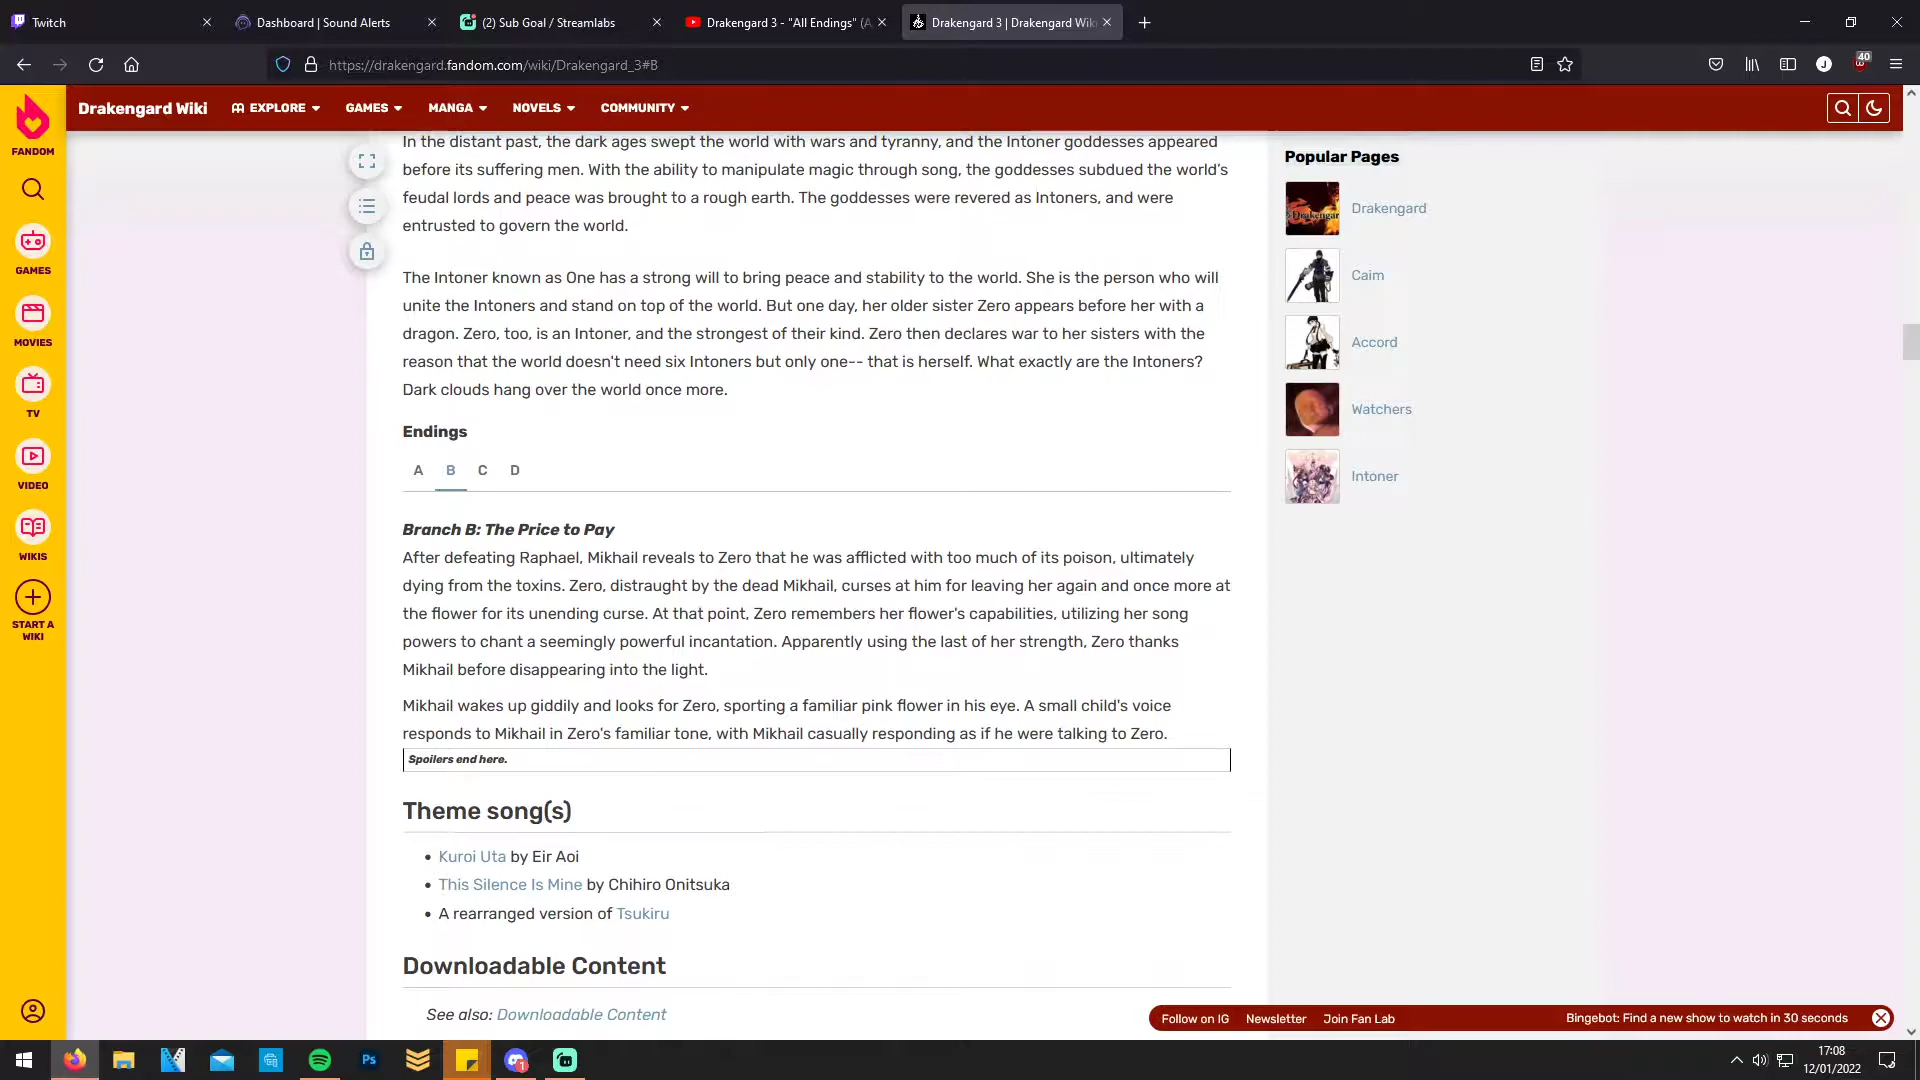 Twitch
Dashboard | Sound Alerts
(2) Sub Goal / Streamlabs
Drakengard 3 - "All Endings" (A
Drakengard 3 | Drakengard Wik
https://drakengard.fandom.com/wiki/Drakengard_3#B
40
J
FANDOM
GAMES
MOVIES
TV
VIDEO
WIKIS
START A
WIKI
Drakengard Wiki
EXPLORE
GAMES
MANGA
NOVELS
COMMUNITY
In the distant past, the dark ages swept the world with wars and tyranny, and the Intoner goddesses appeared
before its suffering men. With the ability to manipulate magic through song, the goddesses subdued the world's
feudal lords and peace was brought to a rough earth. The goddesses were revered as Intoners, and were
entrusted to govern the world.
The Intoner known as One has a strong will to bring peace and stability to the world. She is the person who will
unite the Intoners and stand on top of the world. But one day, her older sister Zero appears before her with a
dragon. Zero, too, is an Intoner, and the strongest of their kind. Zero then declares war to her sisters with the
reason that the world doesn't need six Intoners but only one-- that is herself. What exactly are the Intoners?
Dark clouds hang over the world once more.
Endings
A B C D
Branch B: The Price to Pay
After defeating Raphael, Mikhail reveals to Zero that he was afflicted with too much of its poison, ultimately
dying from the toxins. Zero, distraught by the dead Mikhail, curses at him for leaving her again and once more at
the flower for its unending curse. At that point, Zero remembers her flower's capabilities, utilizing her song
powers to chant a seemingly powerful incantation. Apparently using the last of her strength, Zero thanks
Mikhail before disappearing into the light.
Mikhail wakes up giddily and looks for Zero, sporting a familiar pink flower in his eye. A small child's voice
responds to Mikhail in Zero's familiar tone, with Mikhail casually responding as if he were talking to Zero.
Spoilers end here.
Theme song(s)
• Kuroi Uta by Eir Aoi
• This Silence Is Mine by Chihiro Onitsuka
• A rearranged version of Tsukiru
Downloadable Content
See also: Downloadable Content
Popular Pages
Drakengard
Caim
Accord
Watchers
Intoner
Follow on IG
Newsletter
Join Fan Lab
Bingebot: Find a new show to watch in 30 seconds
Ps
1
17:08
12/01/2022